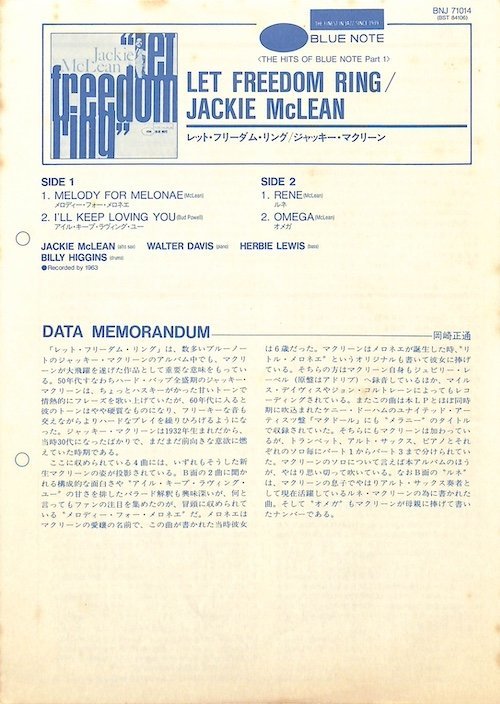 BNJ 71014
(BST 84106)
THE FINEST IN JAZZ SINCE 1939
BLUE NOTE
〈THE HITS OF BLUE NOTE Part 1〉
Jackie
McLean
"let
freedom
ring"
LET FREEDOM RING/
JACKIE McLEAN
レット・フリーダム・リング/ジャッキー・マクリーン
SIDE 1
1. MELODY FOR MELONAE (McLean)
メロディー・フォー・メロネエ
2. I'LL KEEP LOVING YOU (Bud Powell)
アイル・キープ・ラヴィング・ユー
SIDE 2
1. RENE (McLean)
ルネ
2. OMEGA (McLean)
オメガ
JACKIE McLEAN (alto sax) WALTER DAVIS (piano) HERBIE LEWIS (bass)
BILLY HIGGINS (drums)
●Recorded by 1963
DATA MEMORANDUM
岡崎正通
「レット・フリーダム・リング」は、数多いブルーノー
トのジャッキー・マクリーンのアルバム中でも、マクリ
ーンが大飛躍を遂げた作品として重要な意味をもってい
る。50年代すなわちハード・バップ全盛期のジャッキー・
マクリーンは、ちょっとハスキーがかった甘いトーンで
情熱的にフレーズを歌い上げていたが、60年代に入ると
彼のトーンはやや硬質なものになり、フリーキーな音も
交えながらよりハードなプレイを繰りひろげるようにな
った。ジャッキー・マクリーンは1932年生まれだから、
当時30代になったばかりで、まだまだ前向きな意欲に燃
えていた時期である。
ここに収められている4曲には、いずれもそうした新
生マクリーンの姿が投影されている。B面の2曲に聞か
れる構成的な面白さや"アイル・キープ・ラヴィング・
ユー"の甘さを排したバラード解釈も興味深いが、何と
言ってもファンの注目を集めたのが、冒頭に収められて
いる"メロディー・フォー・メロネエ"だ。メロネエは
マクリーンの愛嬢の名前で、この曲が書かれた当時彼女
は6歳だった。マクリーンはメロネエが誕生した時、"リ
トル・メロネエ"というオリジナルも書いて彼女に捧げ
ている。そちらの方はマクリーン自身もジュビリー・レ
ーベル（原盤はアドリブ）へ録音しているほか、マイル
ス・デイヴィスやジョン・コルトレーンによってもレコ
ーディングされている。またこの曲は本LPとほぼ同時
期に吹込まれたケニー・ドーハムのユナイテッド・アー
ティスツ盤「マタドール」にも"メラニー"のタイトル
で収録されていた。そちらにもマクリーンは加わってい
るが、トランペット、アルト・サックス、ピアノとそれ
ぞれのソロ毎にパート1からパート3まで分けられてい
た。マクリーンのソロについて言えば本アルバムのほう
が、やはり思い切って吹いている。なおB面の"ルネ"
は、マクリーンの息子でやはりアルト・サックス奏者と
して現在活躍しているルネ・マクリーンの為に書かれた
曲。そして"オメガ"もマクリーンが母親に捧げて書い
たナンバーである。